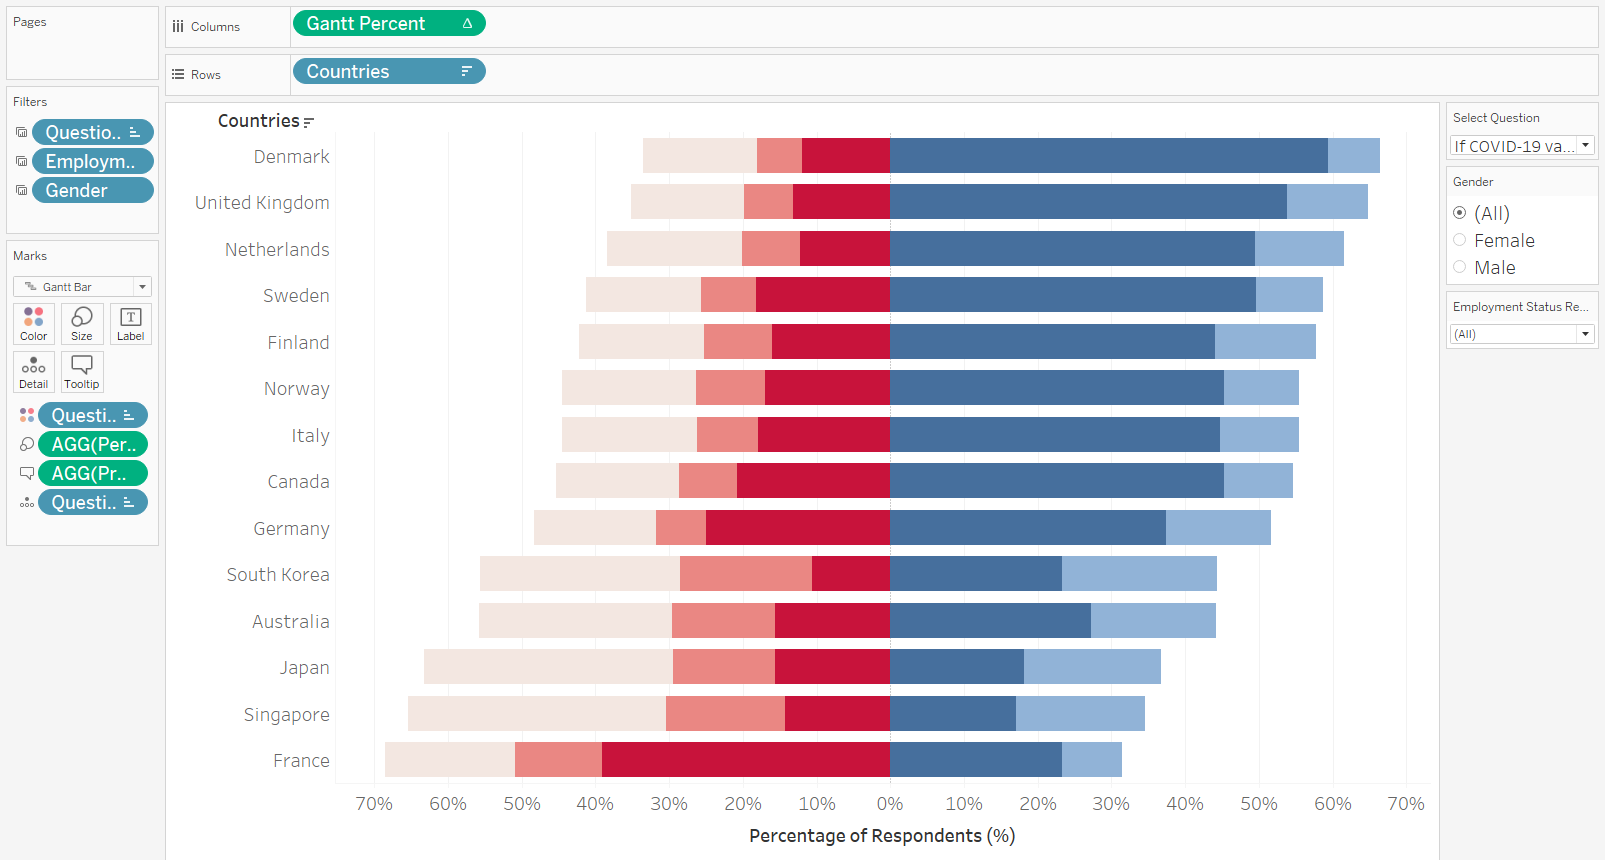 Pages
Columns
Gantt Percent
Rows
Countries
Filters
Questio..
Employm..
Gender
Marks
Gantt Bar
Color
Size
Label
Detail
Tooltip
Questi..
AGG(Per..
AGG(Pr..
Questi..
Countries
Denmark
United Kingdom
Netherlands
Sweden
Finland
Norway
Italy
Canada
Germany
South Korea
Australia
Japan
Singapore
France
70% 60% 50% 40% 30% 20% 10% 0% 10% 20% 30% 40% 50% 60% 70%
Percentage of Respondents (%)
Select Question
If COVID-19 va...
Gender
(All)
Female
Male
Employment Status Re...
(All)